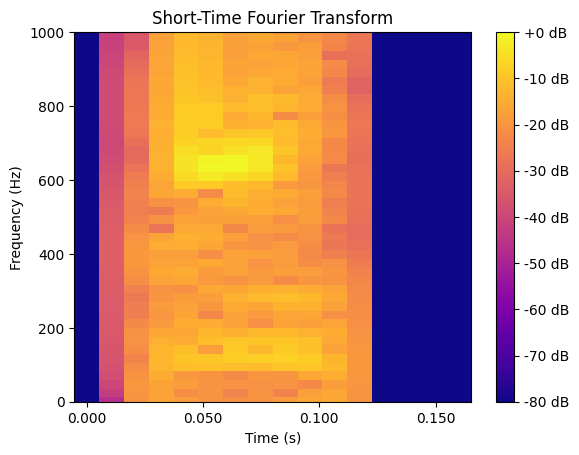 Short-Time Fourier Transform
1000
800
600
400
200
0
Frequency (Hz)
0.000
0.050
0.100
0.150
Time (s)
+0 dB
-10 dB
-20 dB
-30 dB
-40 dB
-50 dB
-60 dB
-70 dB
-80 dB